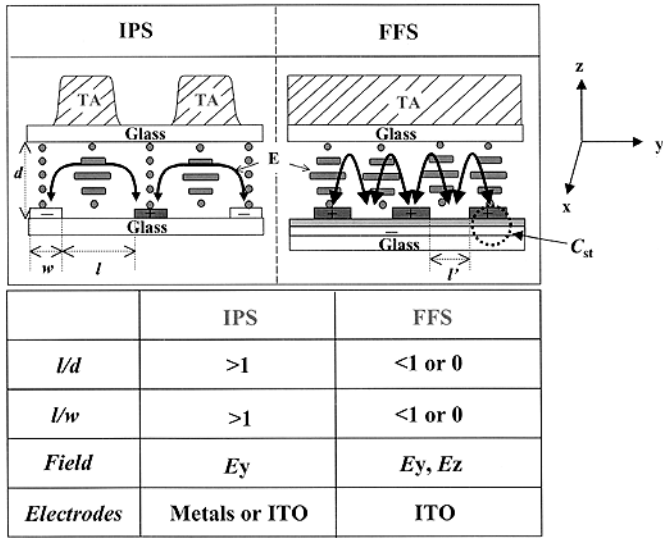 IPS FFS
TA TA TA
Glass Glass
d E
− + − + + +
Glass −
Glass
w l l' Cst
z
y
x
IPS FFS
l/d >1 <1 or 0
l/w >1 <1 or 0
Field Ey Ey, Ez
Electrodes Metals or ITO ITO